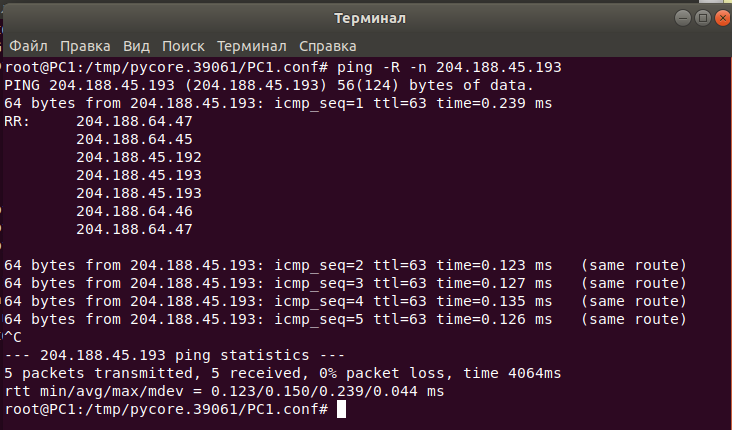 Терминал
Файл Правка Вид Поиск Терминал Справка
root@PC1:/tmp/pycore.39061/PC1.conf# ping -R -n 204.188.45.193
PING 204.188.45.193 (204.188.45.193) 56(124) bytes of data.
64 bytes from 204.188.45.193: icmp_seq=1 ttl=63 time=0.239 ms
RR:     204.188.64.47
        204.188.64.45
        204.188.45.192
        204.188.45.193
        204.188.45.193
        204.188.64.46
        204.188.64.47
64 bytes from 204.188.45.193: icmp_seq=2 ttl=63 time=0.123 ms   (same route)
64 bytes from 204.188.45.193: icmp_seq=3 ttl=63 time=0.127 ms   (same route)
64 bytes from 204.188.45.193: icmp_seq=4 ttl=63 time=0.135 ms   (same route)
64 bytes from 204.188.45.193: icmp_seq=5 ttl=63 time=0.126 ms   (same route)
^C
--- 204.188.45.193 ping statistics ---
5 packets transmitted, 5 received, 0% packet loss, time 4064ms
rtt min/avg/max/mdev = 0.123/0.150/0.239/0.044 ms
root@PC1:/tmp/pycore.39061/PC1.conf#